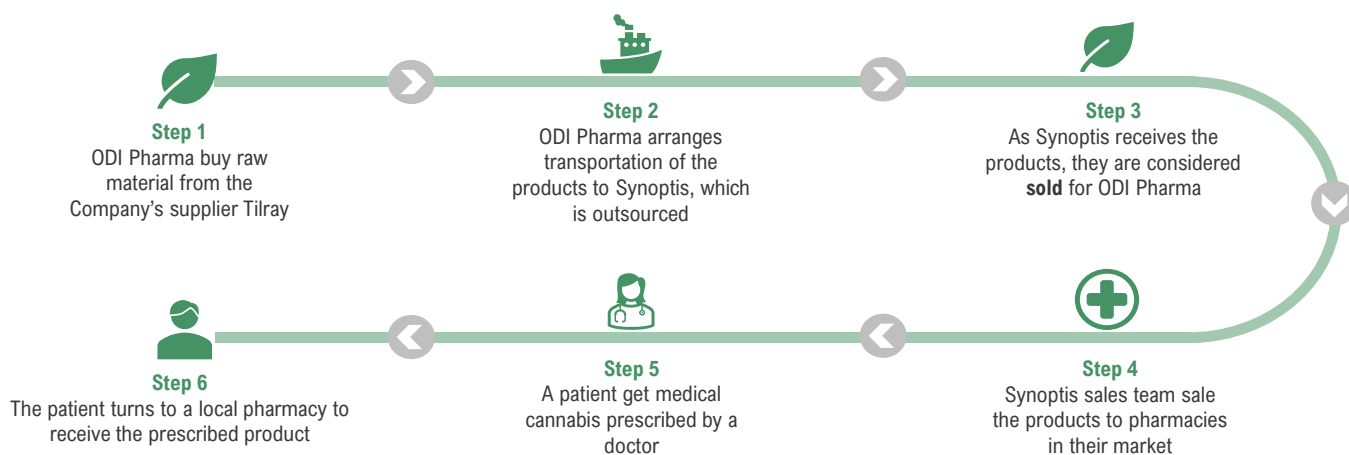 Step 1
ODI Pharma buy raw
material from the
Company's supplier Tilray
Step 2
ODI Pharma arranges
transportation of the
products to Synoptis, which
is outsourced
Step 3
As Synoptis receives the
products, they are considered
sold for ODI Pharma
Step 4
Synoptis sales team sale
the products to pharmacies
in their market
Step 5
A patient get medical
cannabis prescribed by a
doctor
Step 6
The patient turns to a local pharmacy to
receive the prescribed product